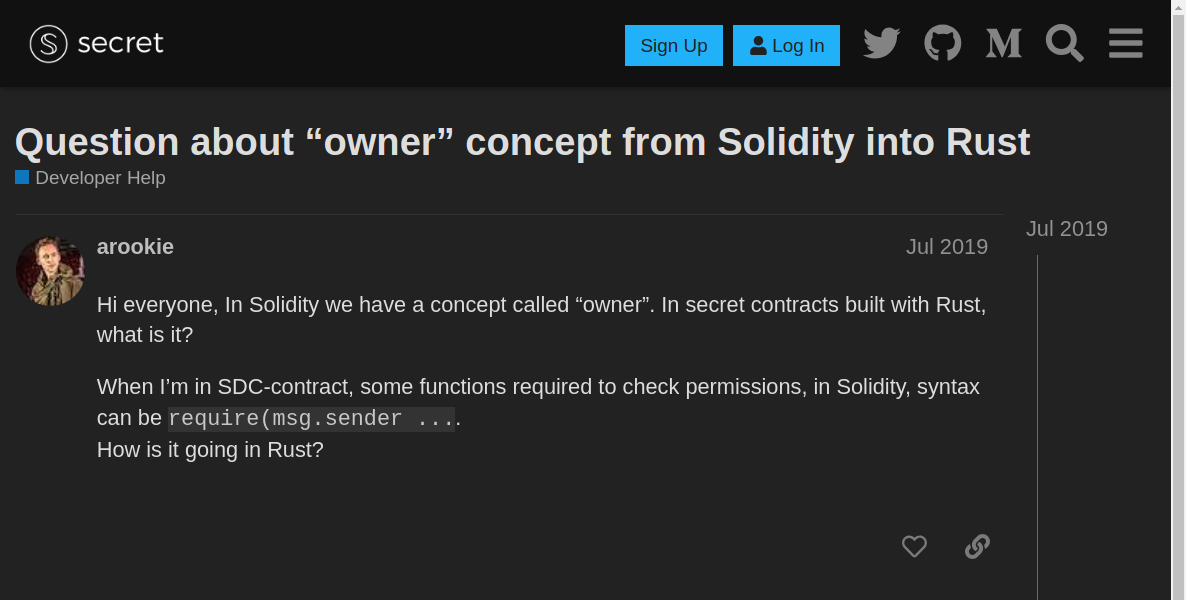 secret
Sign Up
Log In
Question about “owner” concept from Solidity into Rust
Developer Help
arookie
Jul 2019
Jul 2019
Hi everyone, In Solidity we have a concept called “owner”. In secret contracts built with Rust,
what is it?
When I’m in SDC-contract, some functions required to check permissions, in Solidity, syntax
can be require(msg.sender ....
How is it going in Rust?